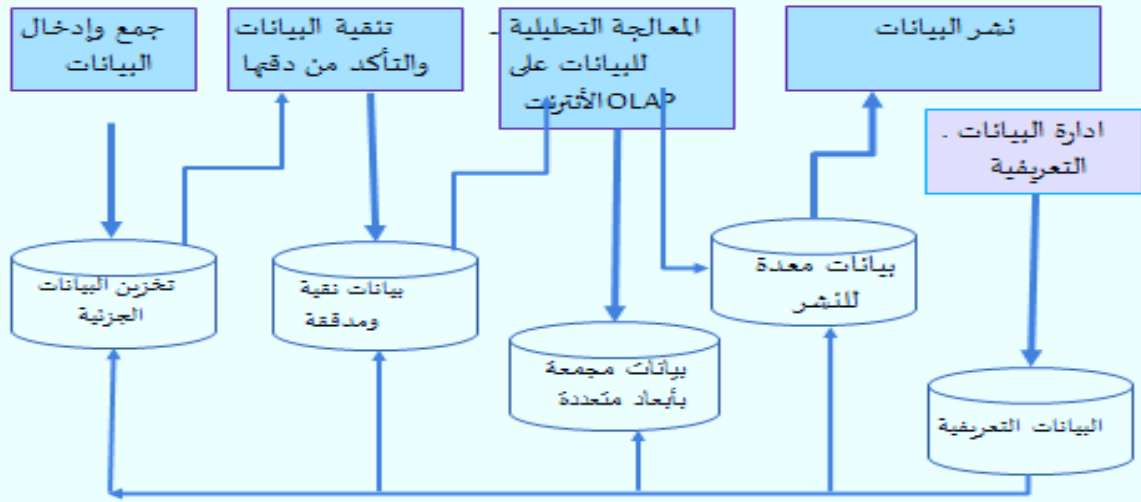 جمع وإدخال
البيانات
تنقية البيانات
والتأكد من دقتها
المعالجة التحليلية -
للبيانات على
OLAP الأنترنت
نشر البيانات
ادارة البيانات -
التعريفية
تخزين البيانات
الجزئية
بيانات نقية
ومدققة
بيانات مجمعة
بأبعاد متعددة
بيانات معدة
للنشر
البيانات التعريفية